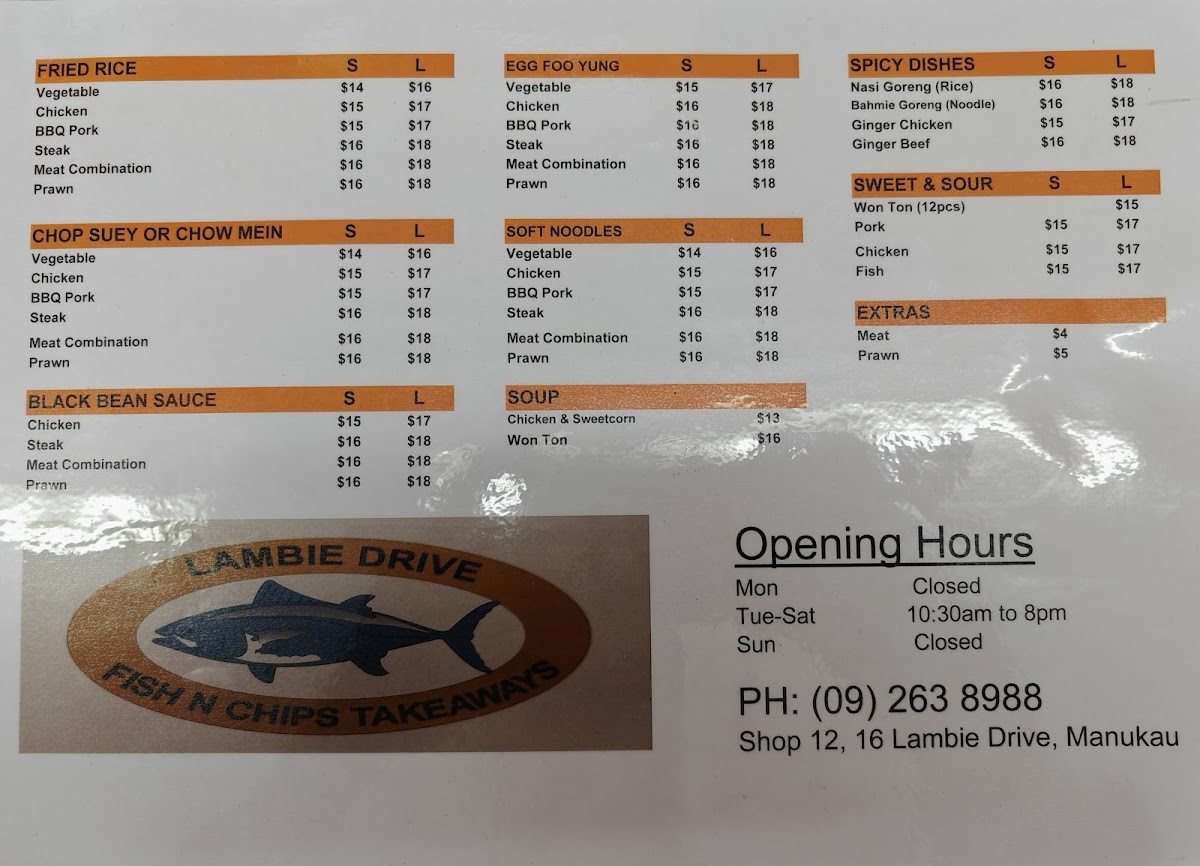 FRIED RICE S L
Vegetable $14 $16
Chicken $15 $17
BBQ Pork $15 $17
Steak $16 $18
Meat Combination $16 $18
Prawn $16 $18
CHOP SUEY OR CHOW MEIN S L
Vegetable $14 $16
Chicken $15 $17
BBQ Pork $15 $17
Steak $16 $18
Meat Combination $16 $18
Prawn $16 $18
BLACK BEAN SAUCE S L
Chicken $15 $17
Steak $16 $18
Meat Combination $16 $18
Prawn $16 $18
EGG FOO YUNG S L
Vegetable $15 $17
Chicken $16 $18
BBQ Pork $16 $18
Steak $16 $18
Meat Combination $16 $18
Prawn $16 $18
SOFT NOODLES S L
Vegetable $14 $16
Chicken $15 $17
BBQ Pork $15 $17
Steak $16 $18
Meat Combination $16 $18
Prawn $16 $18
SOUP
Chicken & Sweetcorn $13
Won Ton $16
SPICY DISHES S L
Nasi Goreng (Rice) $16 $18
Bahmie Goreng (Noodle) $16 $18
Ginger Chicken $15 $17
Ginger Beef $16 $18
SWEET & SOUR S L
Won Ton (12pcs) $15
Pork $15 $17
Chicken $15 $17
Fish $15 $17
EXTRAS
Meat $4
Prawn $5
LAMBIE DRIVE
FISH N CHIPS TAKEAWAYS
Opening Hours
Mon Closed
Tue-Sat 10:30am to 8pm
Sun Closed
PH: (09) 263 8988
Shop 12, 16 Lambie Drive, Manukau